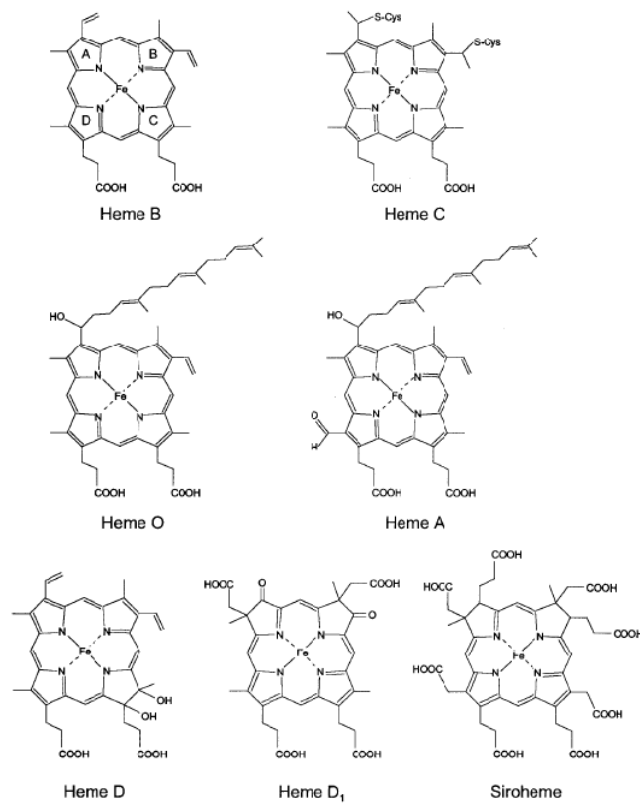 A B
N N
Fe
N N
D C
COOH COOH
Heme B
S-Cys
S-Cys
N N
Fe
N N
COOH COOH
Heme C
HO
N N
Fe
N N
COOH COOH
Heme O
HO
N N
Fe
N N
O
H
COOH COOH
Heme A
N N
Fe
N N
OH
OH
COOH COOH
Heme D
HOOC O COOH
O
N N
Fe
N N
COOH COOH
Heme D₁
COOH
HOOC COOH
N N COOH
Fe
HOOC N N
COOH
COOH COOH
Siroheme